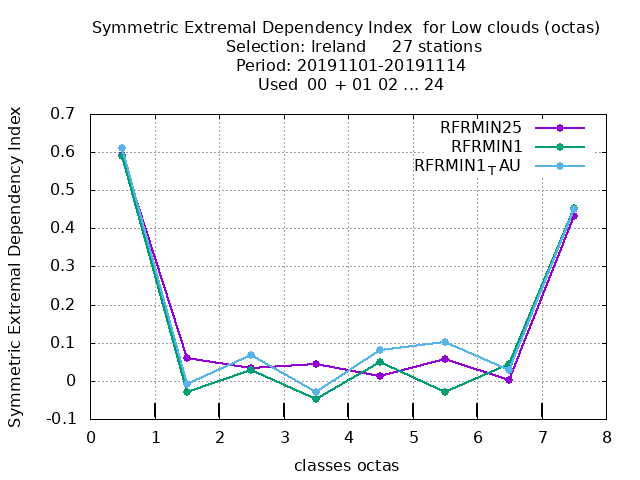 Symmetric Extremal Dependency Index  for Low clouds (octas)
Selection: Ireland     27 stations
Period: 20191101-20191114
Used  00  + 01 02 ... 24
Symmetric Extremal Dependency Index
0.7
0.6
0.5
0.4
0.3
0.2
0.1
0
-0.1
RFRMIN25
RFRMIN1
RFRMIN1TAU
0 1 2 3 4 5 6 7 8
classes octas